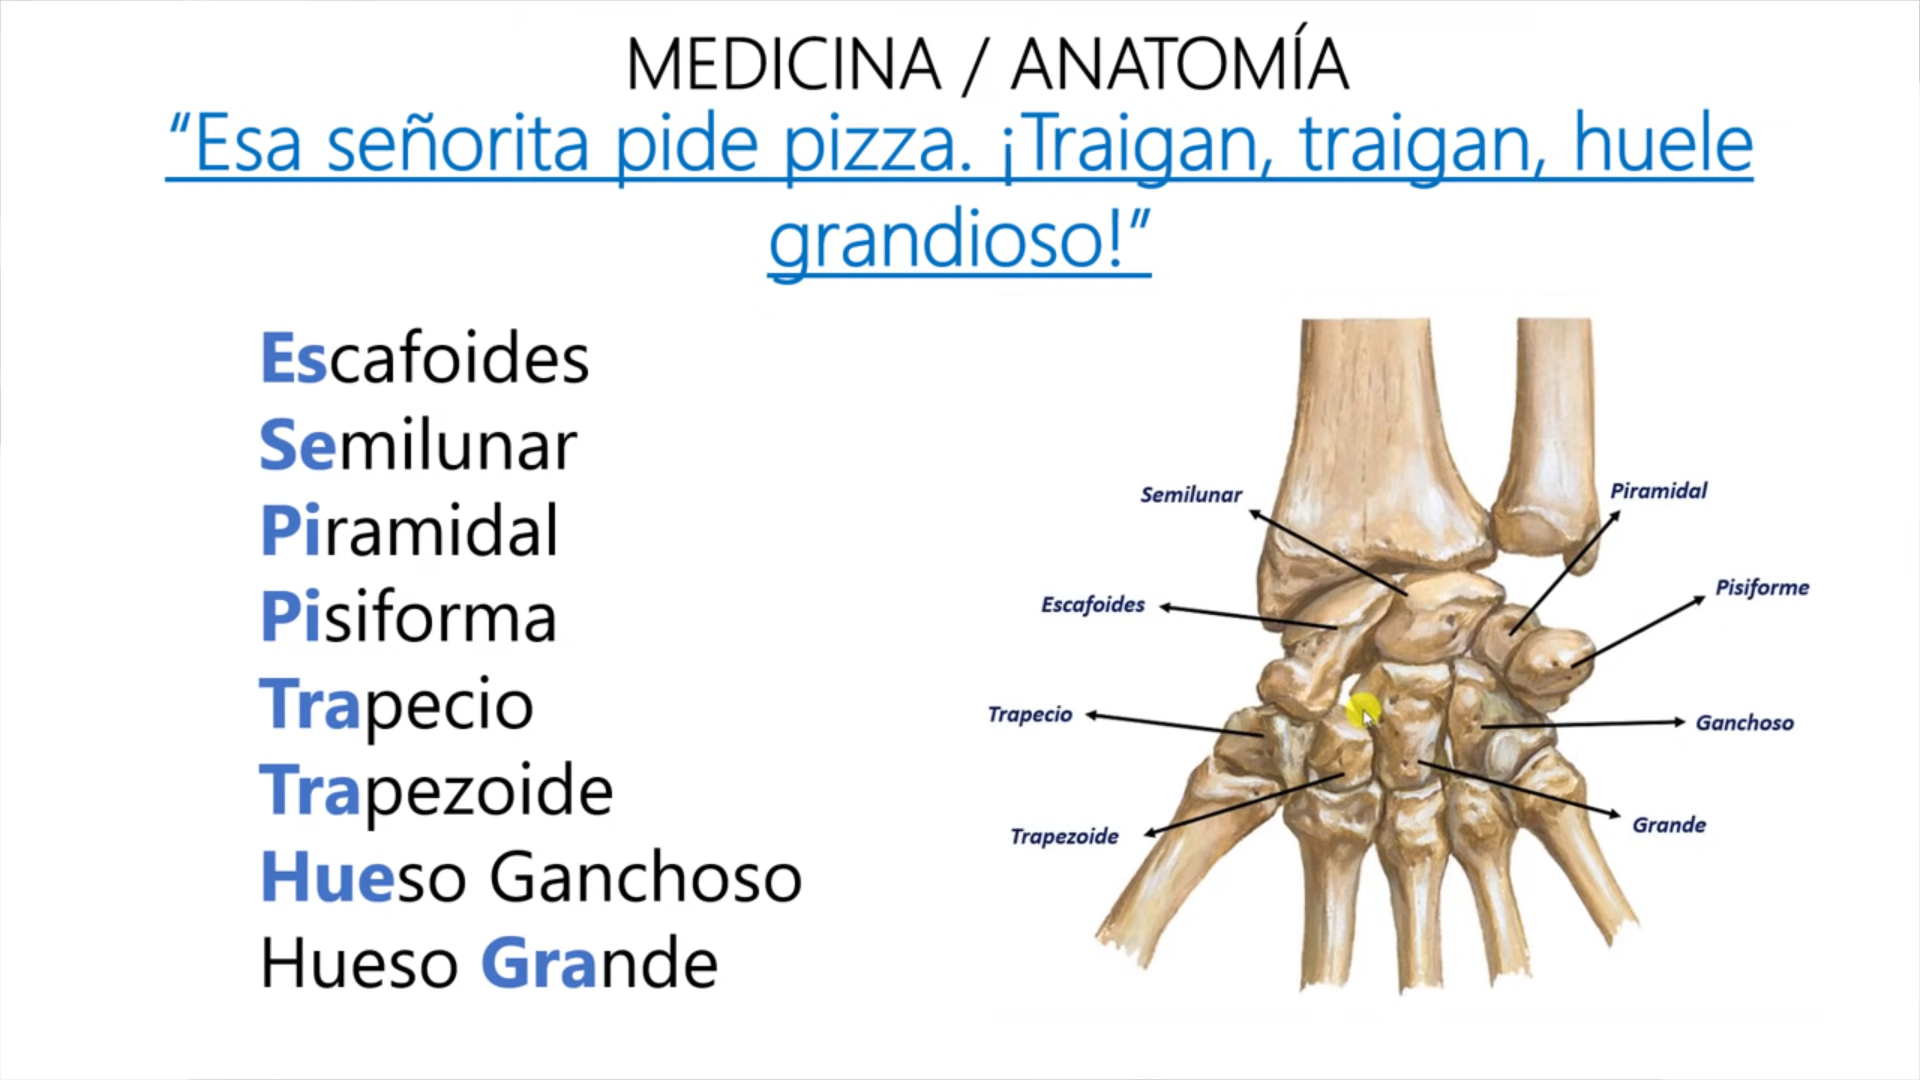 MEDICINA / ANATOMÍA
“Esa señorita pide pizza. ¡Traigan, traigan, huele
grandioso!”
Escafoides
Semilunar
Piramidal
Pisiforma
Trapecio
Trapezoide
Hueso Ganchoso
Hueso Grande
Semilunar
Piramidal
Escafoides
Pisiforme
Trapecio
Ganchoso
Trapezoide
Grande